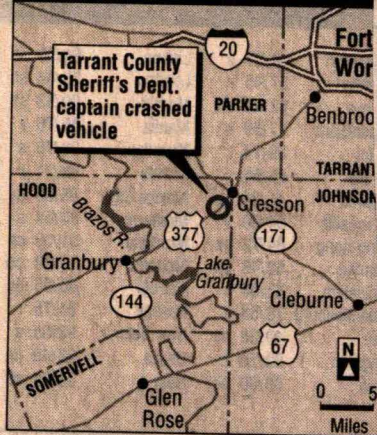 20
Fort
Wor
Tarrant County
Sheriff's Dept.
captain crashed
vehicle
PARKER
Benbroo
TARRANT
HOOD
JOHNSON
Cresson
Brazos R.
377
171
Granbury
Lake
Granbury
144
Cleburne
67
SOMERVELL
N
Glen
Rose
0 5
Miles